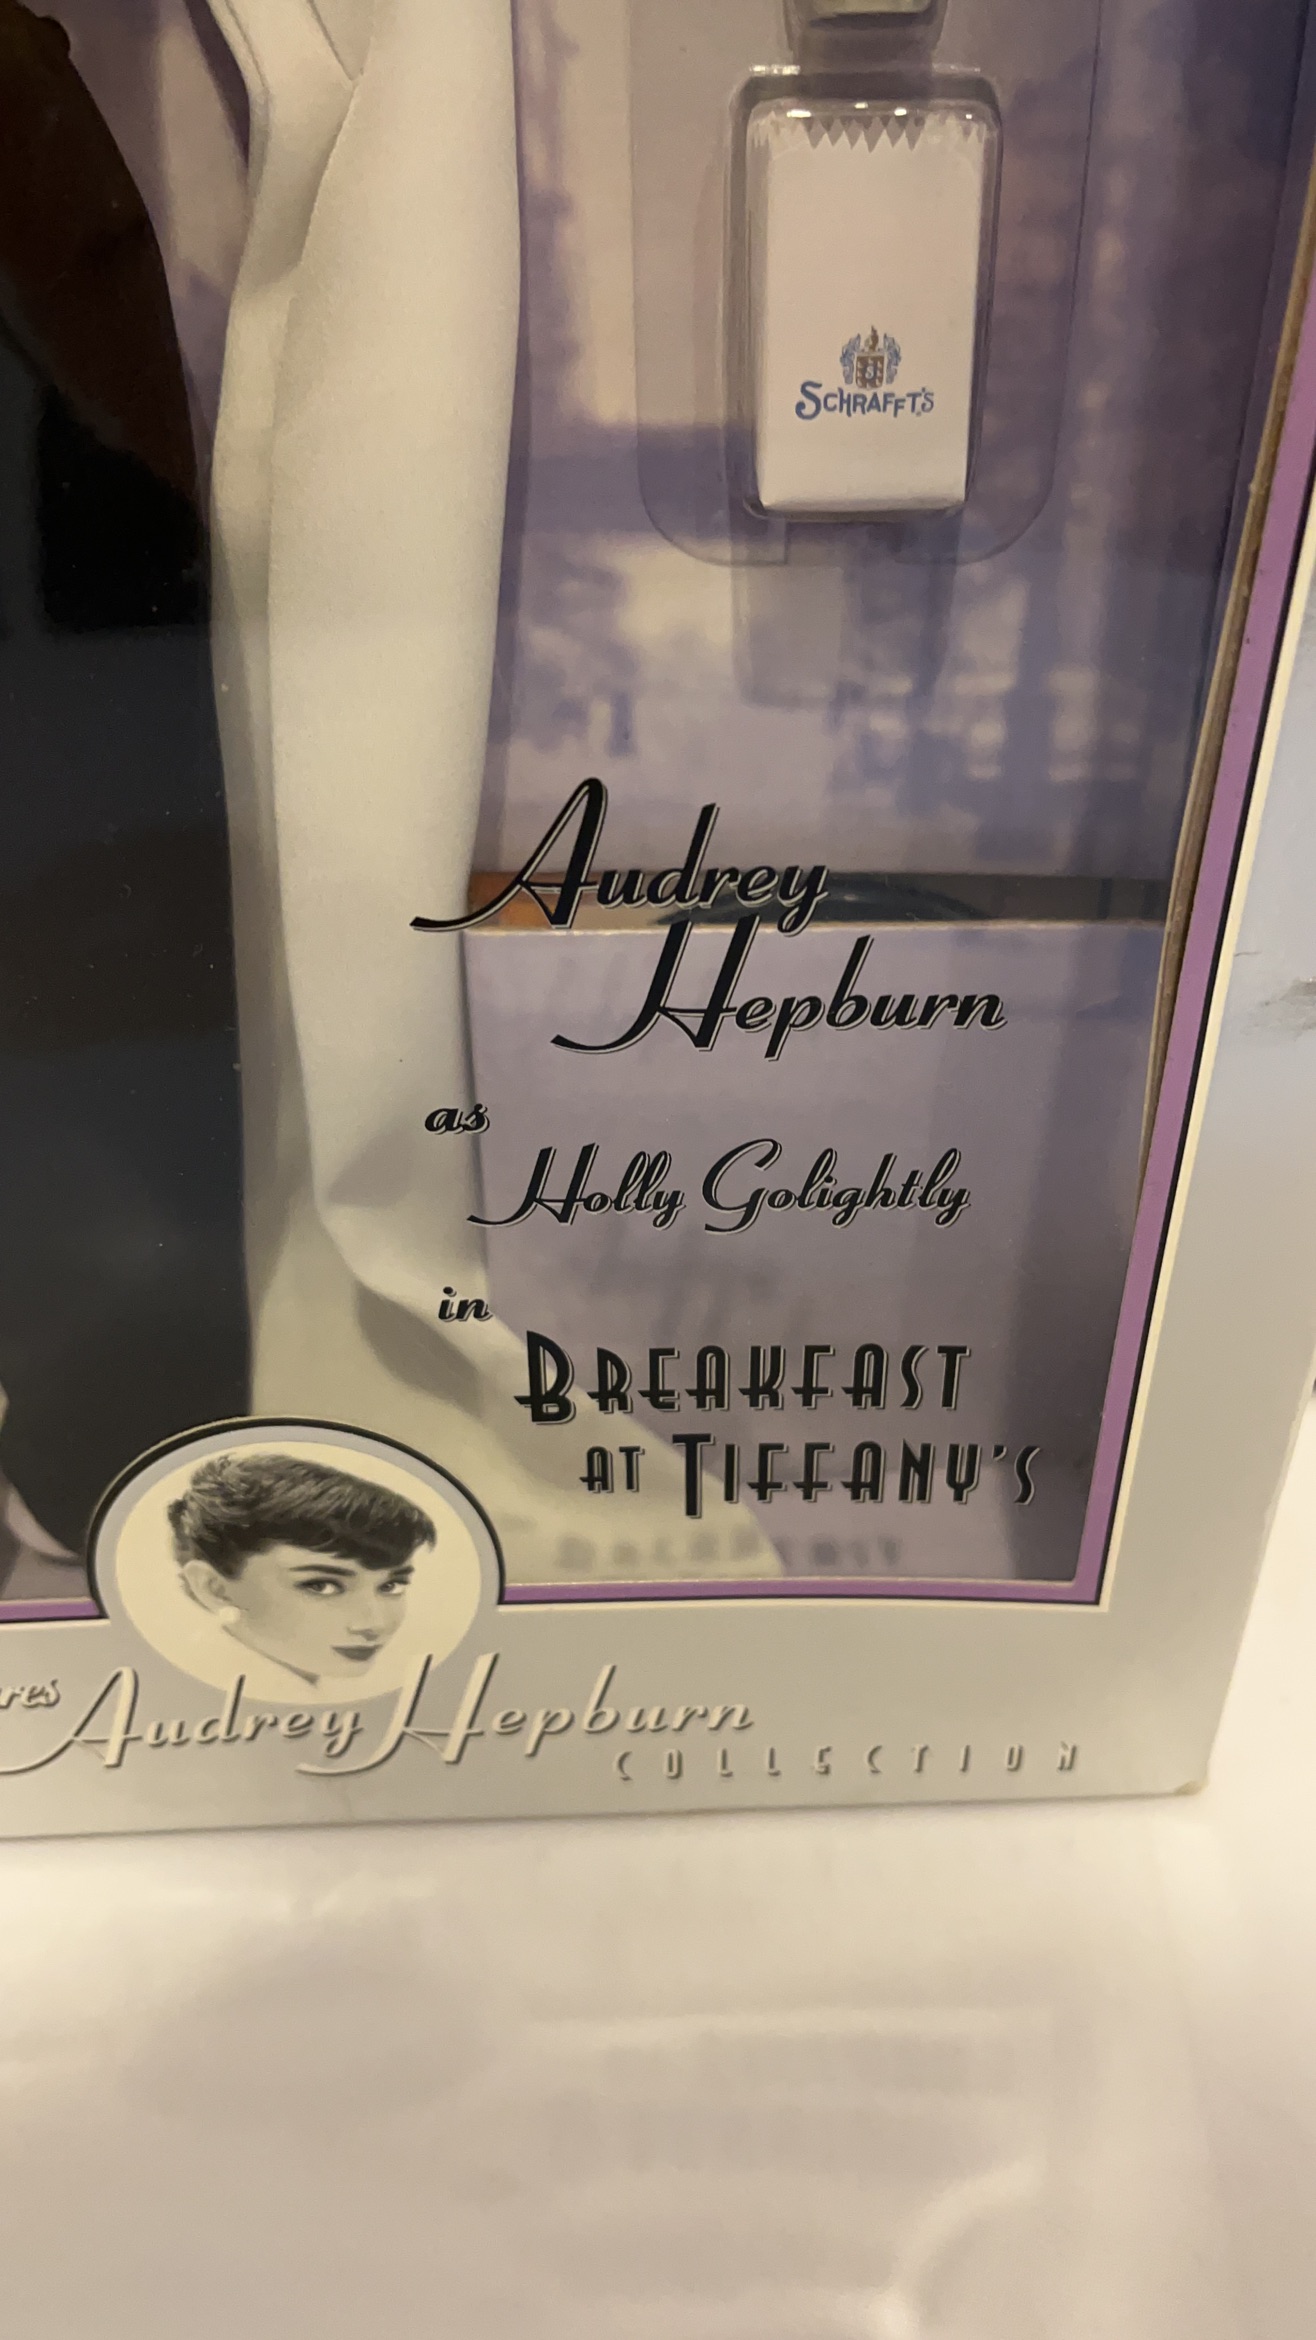 S
SCHRAFFT'S
Audrey
Hepburn
as
Holly Golightly
in
BREAKFAST
AT TIFFANY'S
Audrey Hepburn
COLLECTION